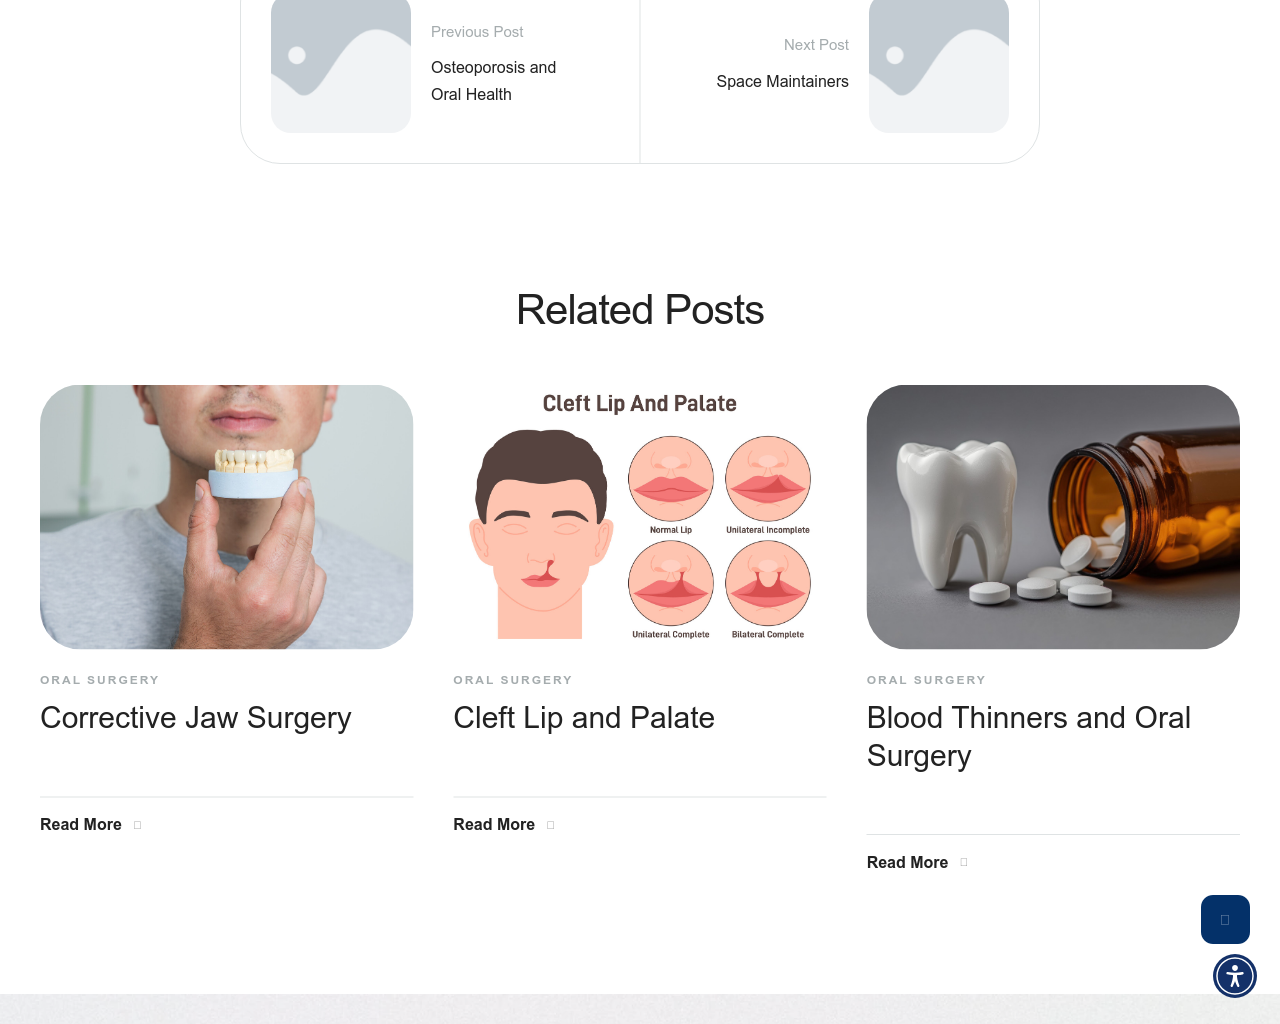 Previous Post
Osteoporosis and
Oral Health
Next Post
Space Maintainers
Related Posts
Cleft Lip And Palate
Normal Lip
Unilateral Incomplete
Unilateral Complete
Bilateral Complete
ORAL SURGERY
Corrective Jaw Surgery
Read More
ORAL SURGERY
Cleft Lip and Palate
Read More
ORAL SURGERY
Blood Thinners and Oral
Surgery
Read More